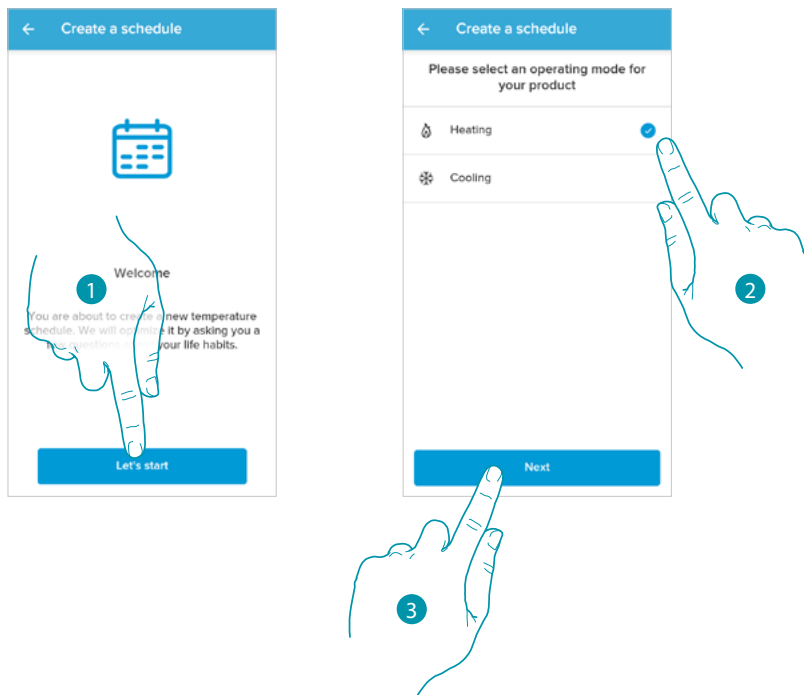 Create a schedule
Welcome
You are about to create a new temperature
schedule. We will optimize it by asking you a
few questions your life habits.
Let's start
1
Create a schedule
Please select an operating mode for
your product
Heating
Cooling
Next
2
3